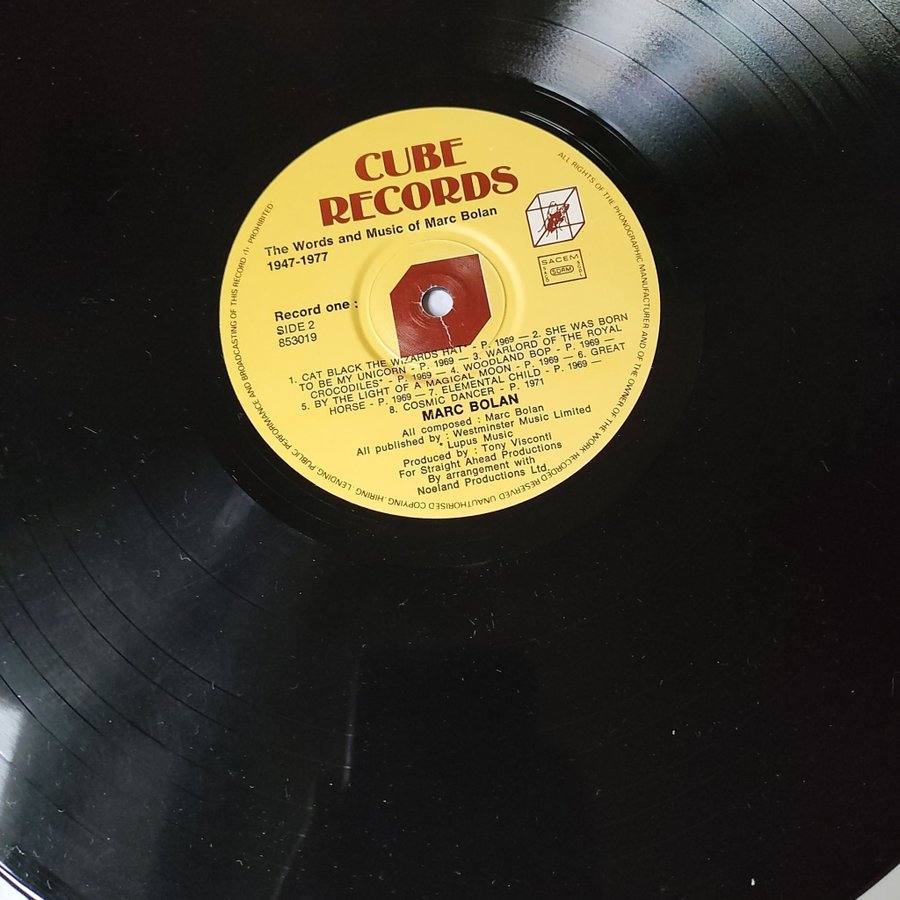 CUBE
RECORDS
The Words and Music of Marc Bolan
1947-1977
SACEM
SDRM
Record one :
SIDE 2
853019
1. CAT BLACK THE WIZARDS HAT* - P. 1969 — 2. SHE WAS BORN
TO BE MY UNICORN - P. 1969 — 3. WARLORD OF THE ROYAL
CROCODILES* - P. 1969 — 4. WOODLAND BOP - P. 1969 —
5. BY THE LIGHT OF A MAGICAL MOON - P. 1969 — 6. GREAT
HORSE - P. 1969 — 7. ELEMENTAL CHILD - P. 1969 —
8. COSMIC DANCER - P. 1971
MARC BOLAN
All composed : Marc Bolan
All published by : Westminster Music Limited
* Lupus Music
Produced by : Tony Visconti
For Straight Ahead Productions
By arrangement with
Noeland Productions Ltd.
ALL RIGHTS OF THE PHONOGRAPHIC MANUFACTURER AND OF THE OWNER OF THE WORK RECORDED RESERVED UNAUTHORISED COPYING, HIRING, LENDING, PUBLIC PERFORMANCE AND BROADCASTING OF THIS RECORD (1) PROHIBITED